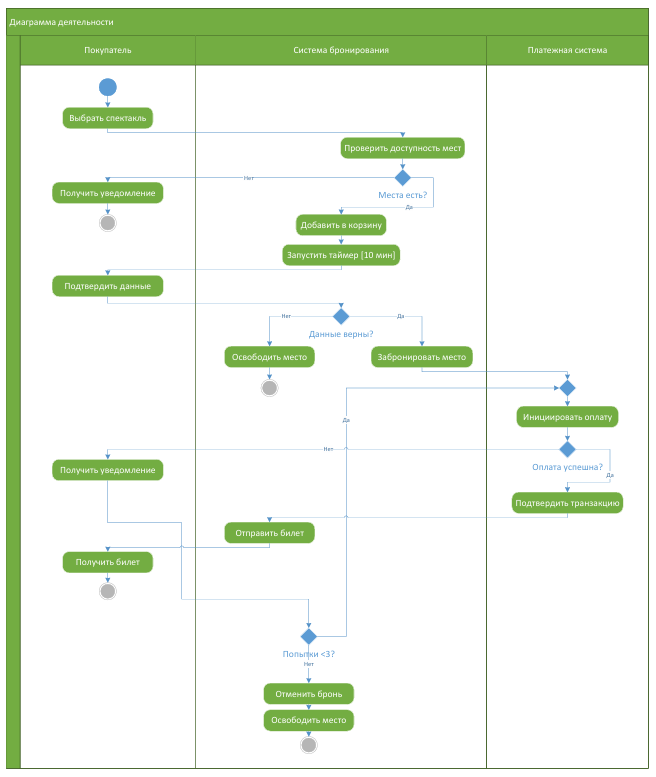 Диаграмма деятельности
Покупатель
Система бронирования
Платежная система
Выбрать спектакль
Проверить доступность мест
Нет
Получить уведомление
Места есть?
Да
Добавить в корзину
Запустить таймер [10 мин]
Подтвердить данные
Нет
Да
Данные верны?
Освободить место
Забронировать место
Инициировать оплату
Да
Нет
Получить уведомление
Оплата успешна?
Да
Подтвердить транзакцию
Отправить билет
Получить билет
Попытки <3?
Нет
Отменить бронь
Освободить место